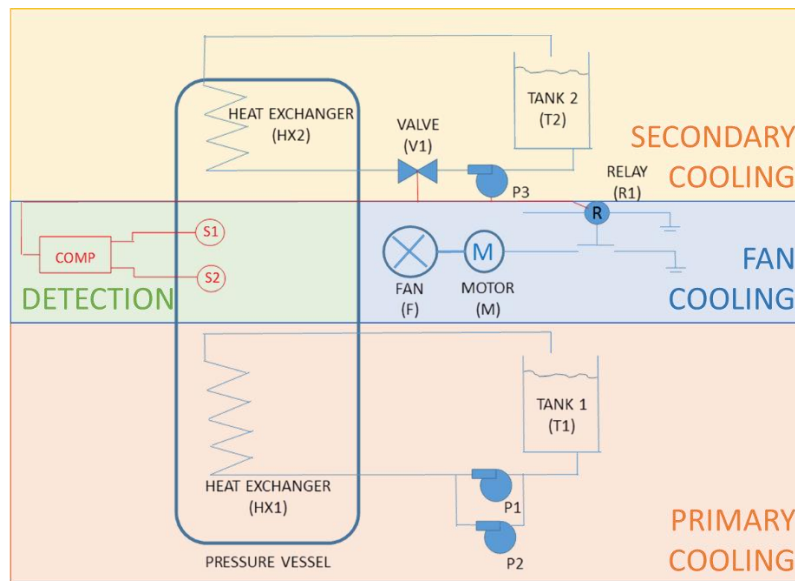 TANK 2
(T2)
HEAT EXCHANGER
(HX2)
VALVE
(V1)
SECONDARY
COOLING
P3
RELAY
(R1)
R
S1
COMP
S2
M
DETECTION
FAN
(F)
MOTOR
(M)
FAN
COOLING
TANK 1
(T1)
HEAT EXCHANGER
(HX1)
P1
P2
PRESSURE VESSEL
PRIMARY
COOLING